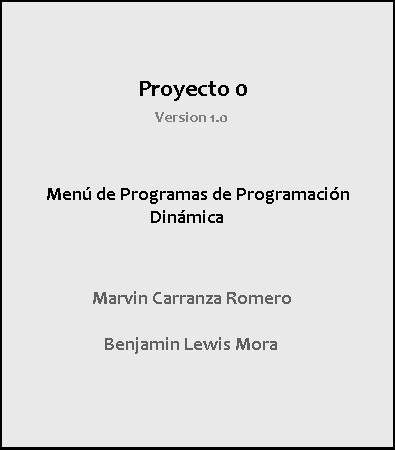 Proyecto 0
Version 1.0
Menú de Programas de Programación
Dinámica
Marvin Carranza Romero
Benjamin Lewis Mora